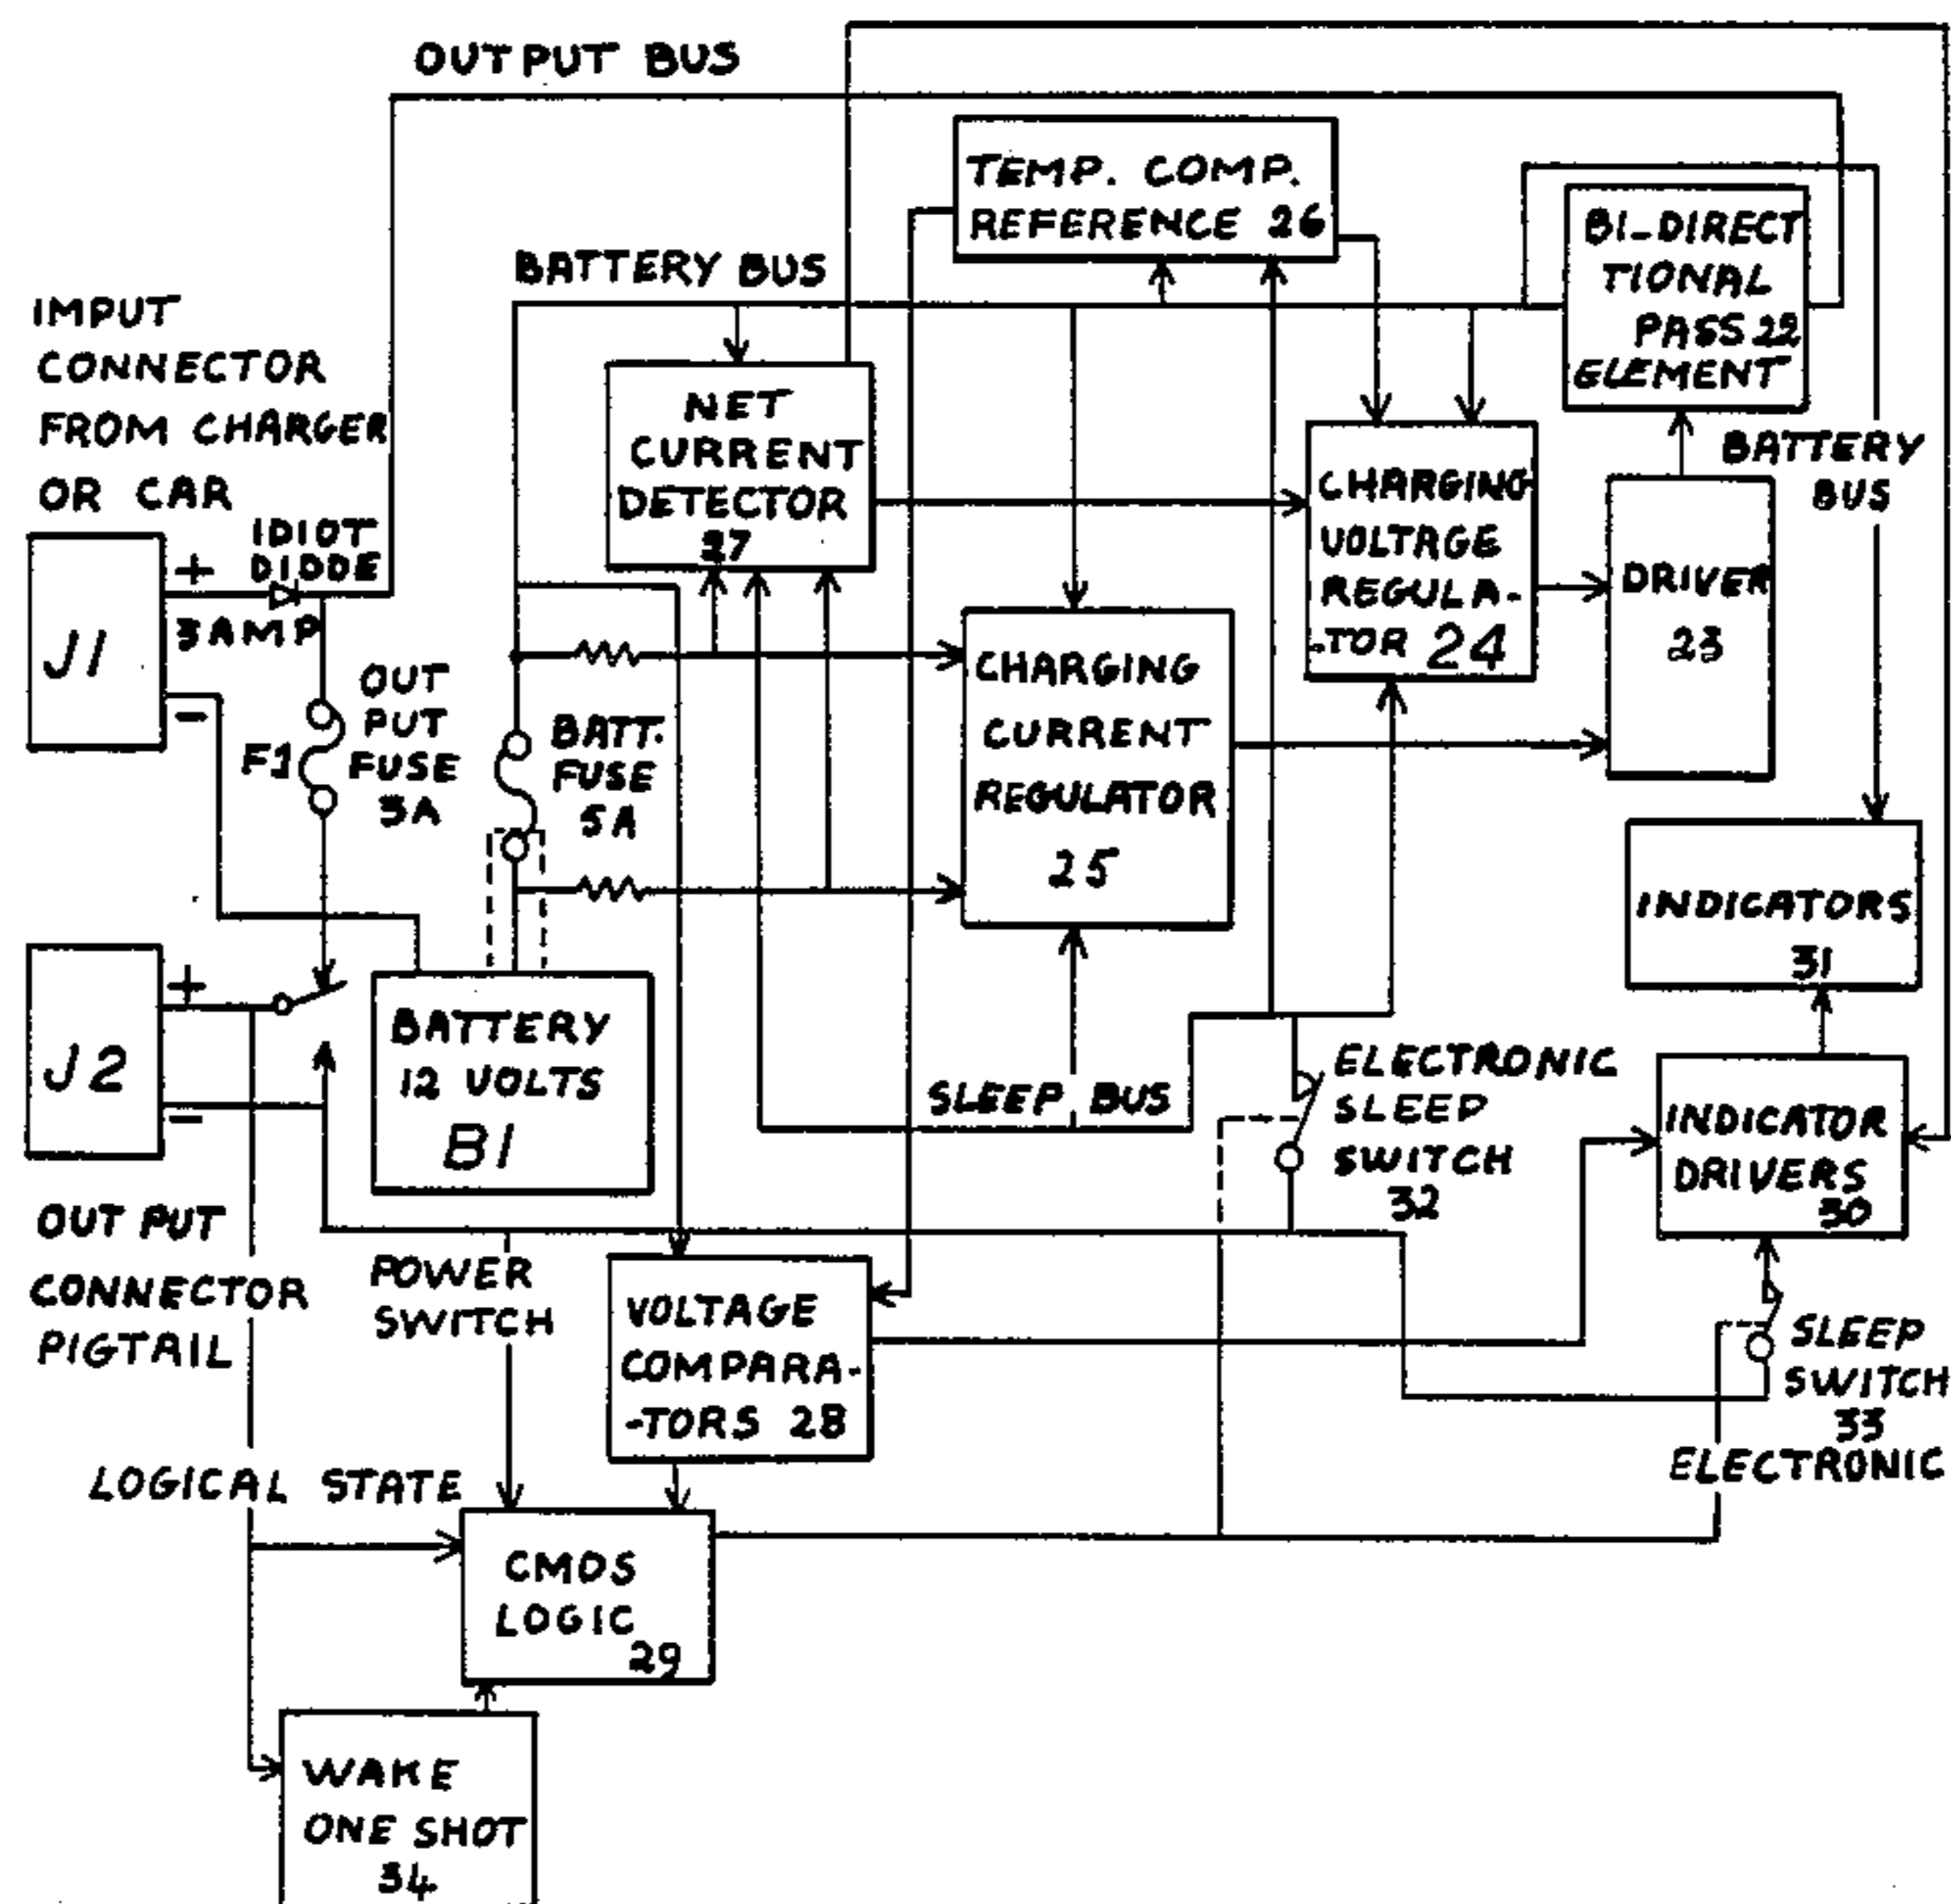 OUTPUT BUS
TEMP. COMP.
REFERENCE 26
BI-DIRECT
TIONAL
PASS 22
ELEMENT
BATTERY BUS
IMPUT
CONNECTOR
FROM CHARGER
OR CAR
NET
CURRENT
DETECTOR
27
CHARGING
VOLTAGE
REGULA-
-TOR 24
BATTERY
BUS
DRIVER
23
IDIOT
DIODE
+
3 AMP
-
J1
OUT
PUT
FUSE
3A
F1
BATT.
FUSE
5A
CHARGING
CURRENT
REGULATOR
25
INDICATORS
31
J2
+
-
BATTERY
12 VOLTS
B1
SLEEP BUS
ELECTRONIC
SLEEP
SWITCH
32
INDICATOR
DRIVERS
30
OUT PUT
CONNECTOR
PIGTAIL
POWER
SWITCH
VOLTAGE
COMPARA-
-TORS 28
SLEEP
SWITCH
33
ELECTRONIC
LOGICAL STATE
CMOS
LOGIC
29
WAKE
ONE SHOT
34